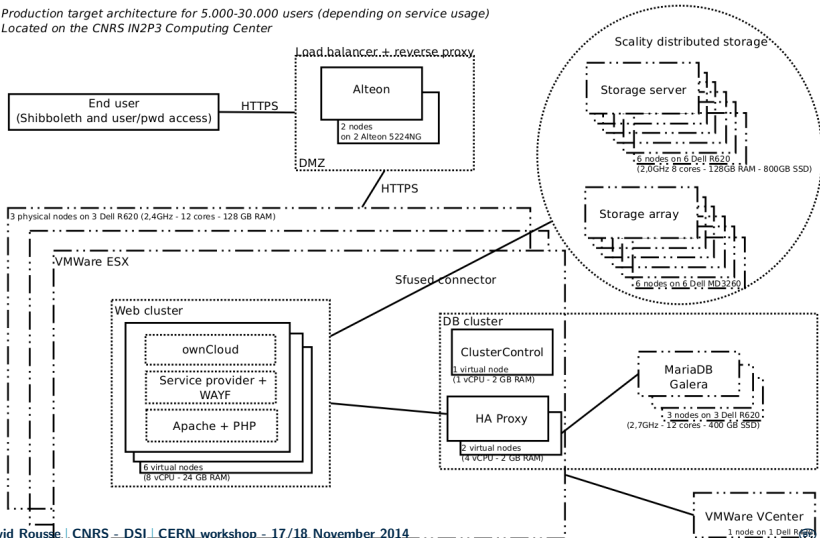 Production target architecture for 5.000-30.000 users (depending on service usage)
Located on the CNRS IN2P3 Computing Center
Load balancer + reverse proxy
Alteon
2 nodes
on 2 Alteon 5224NG
DMZ
End user
(Shibboleth and user/pwd access)
HTTPS
HTTPS
Scality distributed storage
Storage server
6 nodes on 6 Dell R620
(2,0GHz 8 cores - 128GB RAM - 800GB SSD)
Storage array
6 nodes on 6 Dell MD3260
3 physical nodes on 3 Dell R620 (2,4GHz - 12 cores - 128 GB RAM)
VMWare ESX
Sfused connector
Web cluster
ownCloud
Service provider +
WAYF
Apache + PHP
6 virtual nodes
(8 vCPU - 24 GB RAM)
DB cluster
ClusterControl
1 virtual node
(1 vCPU - 2 GB RAM)
HA Proxy
2 virtual nodes
(4 vCPU - 2 GB RAM)
MariaDB
Galera
3 nodes on 3 Dell R620
(2,7GHz - 12 cores - 400 GB SSD)
VMWare VCenter
1 node on 1 Dell
vid Rousse | CNRS - DSI | CERN workshop - 17/18 November 2014